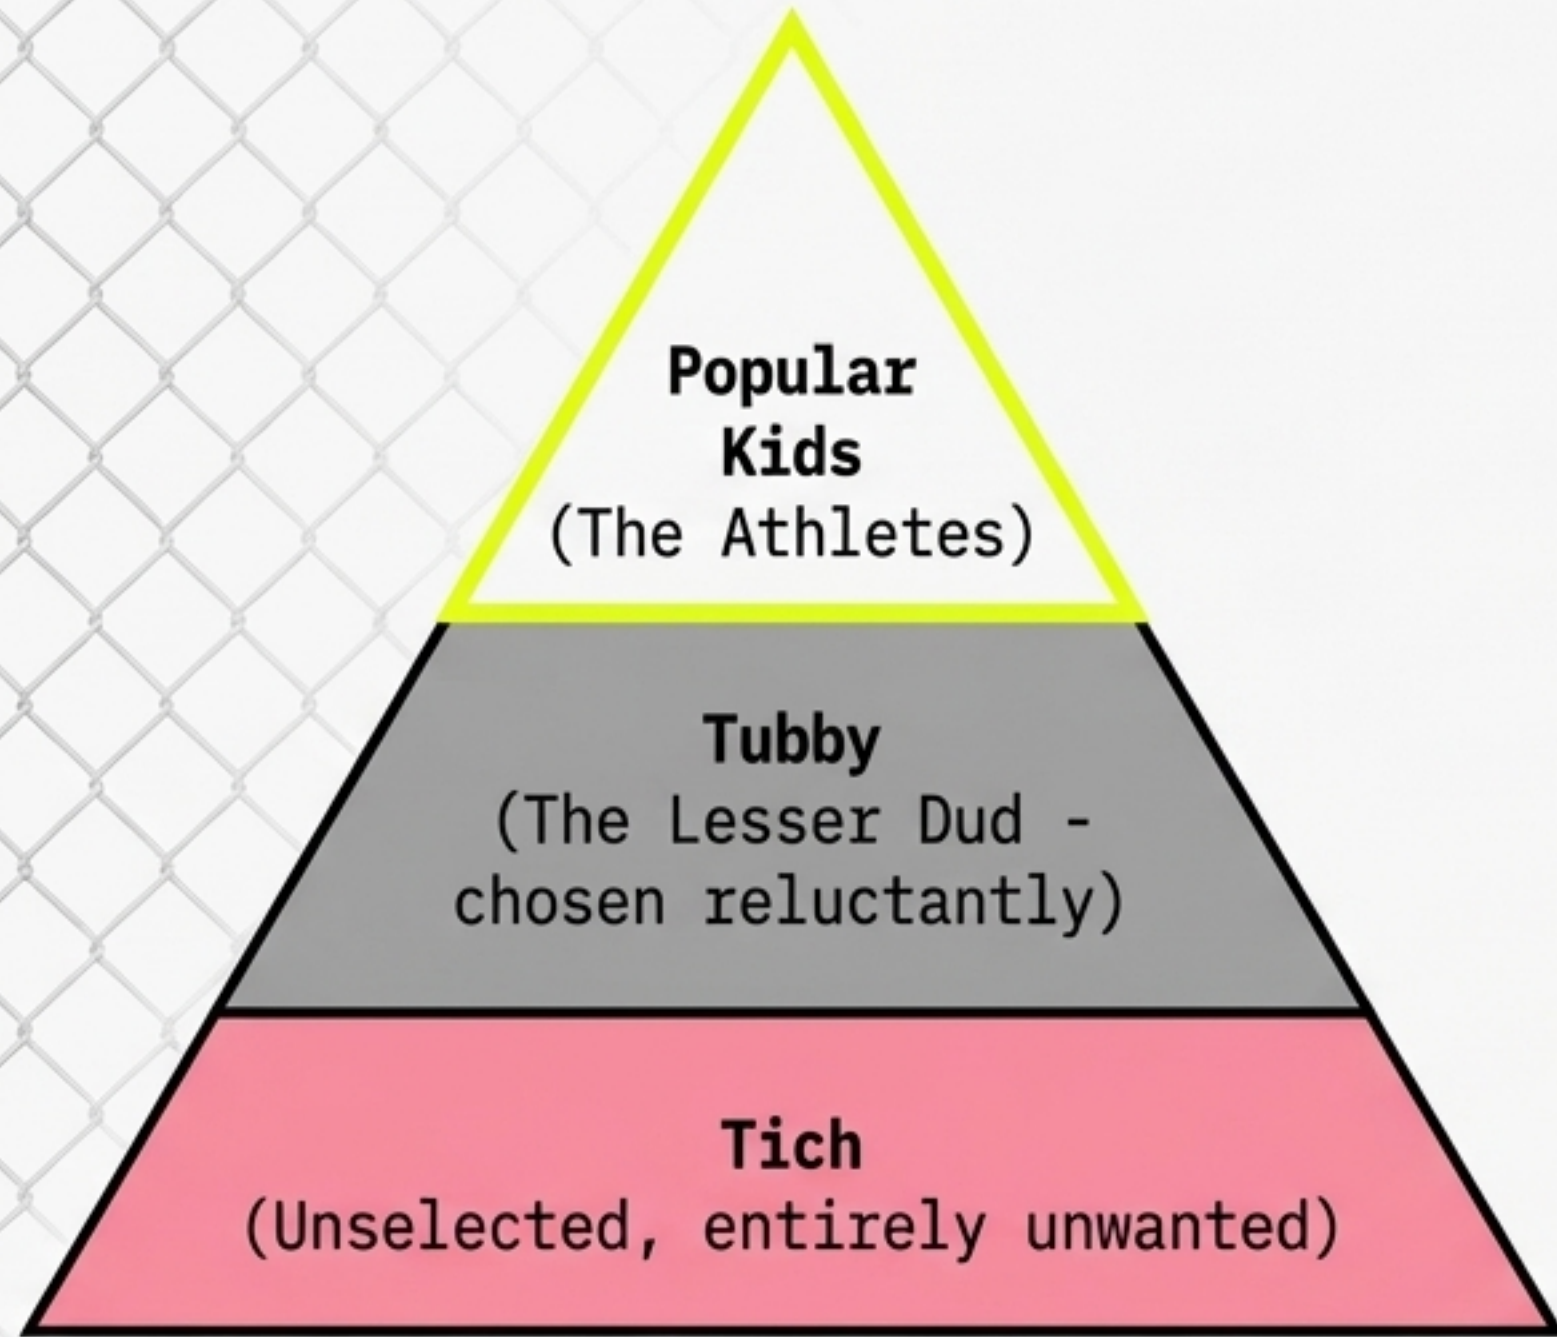 Popular
Kids
(The Athletes)
Tubby
(The Lesser Dud -
chosen reluctantly)
Tich
(Unselected, entirely unwanted)